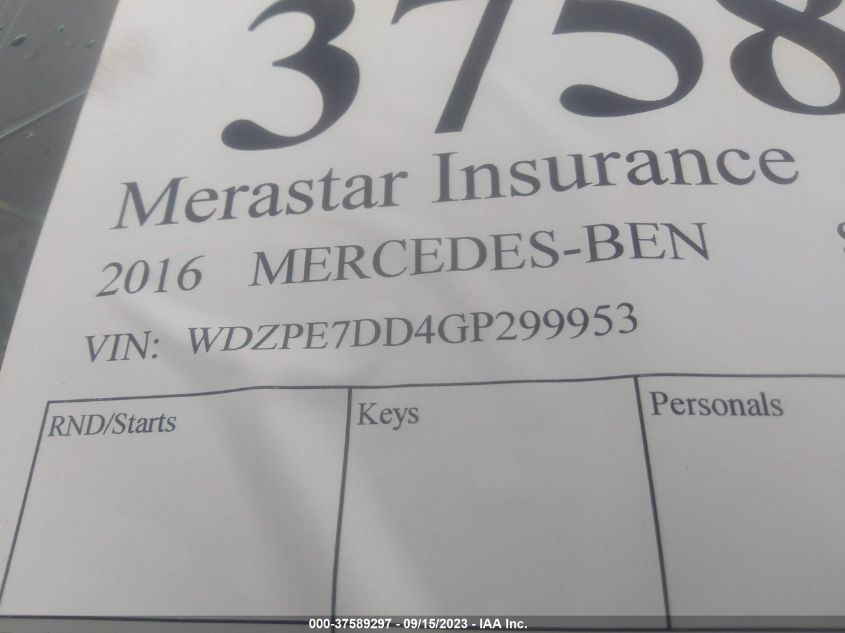 3758
Merastar Insurance
2016 MERCEDES-BEN
VIN: WDZPE7DD4GP299953
RND/Starts
Keys
Personals
000-37589297 - 09/15/2023 - IAA Inc.